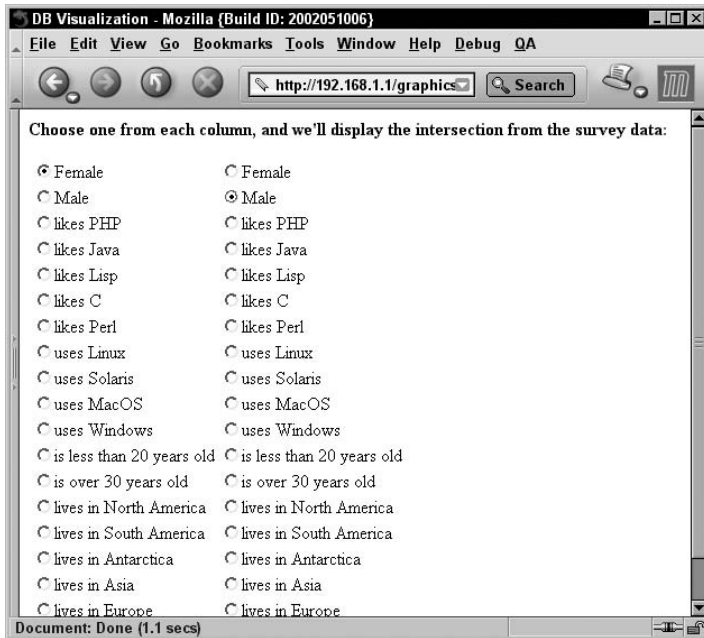 DB Visualization - Mozilla {Build ID: 2002051006}
File Edit View Go Bookmarks Tools Window Help Debug QA
http://192.168.1.1/graphics Search
Choose one from each column, and we'll display the intersection from the survey data:
Female Female
Male Male
likes PHP likes PHP
likes Java likes Java
likes Lisp likes Lisp
likes C likes C
likes Perl likes Perl
uses Linux uses Linux
uses Solaris uses Solaris
uses MacOS uses MacOS
uses Windows uses Windows
is less than 20 years old is less than 20 years old
is over 30 years old is over 30 years old
lives in North America lives in North America
lives in South America lives in South America
lives in Antarctica lives in Antarctica
lives in Asia lives in Asia
lives in Europe lives in Europe
Document: Done (1.1 secs)